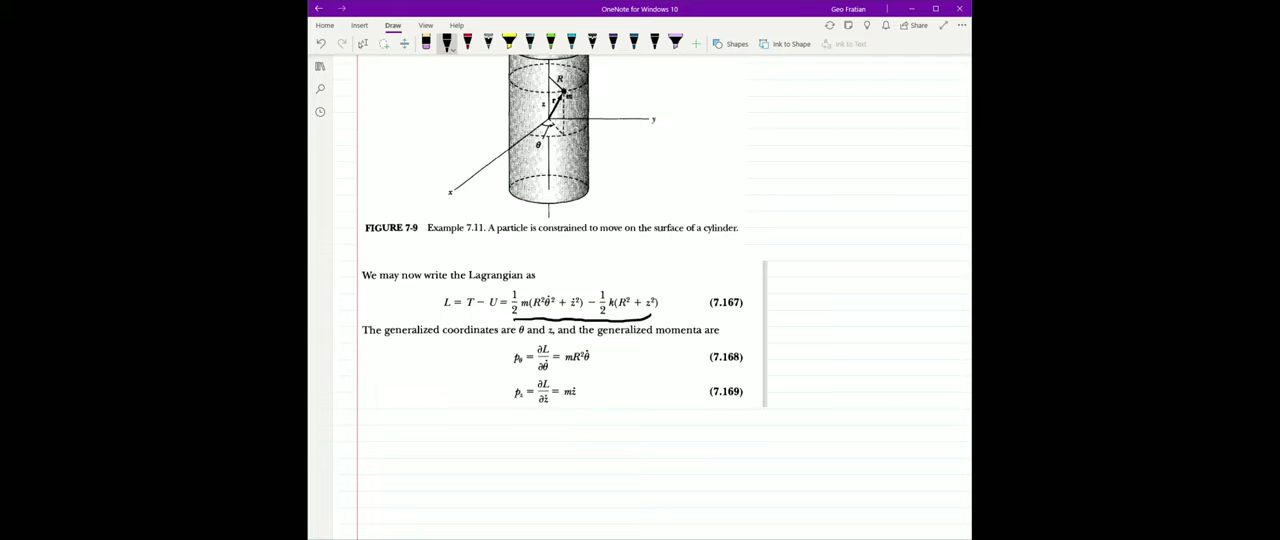 OneNote for Windows 10
Geo Fratian
Home Insert Draw View Help
Share
Shapes Ink to Shape Ink to Text
R
z r m
y
θ
x
FIGURE 7-9 Example 7.11. A particle is constrained to move on the surface of a cylinder.
We may now write the Lagrangian as
L = T − U = 1/2 m(R²θ̇² + ż²) − 1/2 k(R² + z²) (7.167)
The generalized coordinates are θ and z, and the generalized momenta are
p_θ = ∂L/∂θ̇ = mR²θ̇ (7.168)
p_z = ∂L/∂ż = mż (7.169)